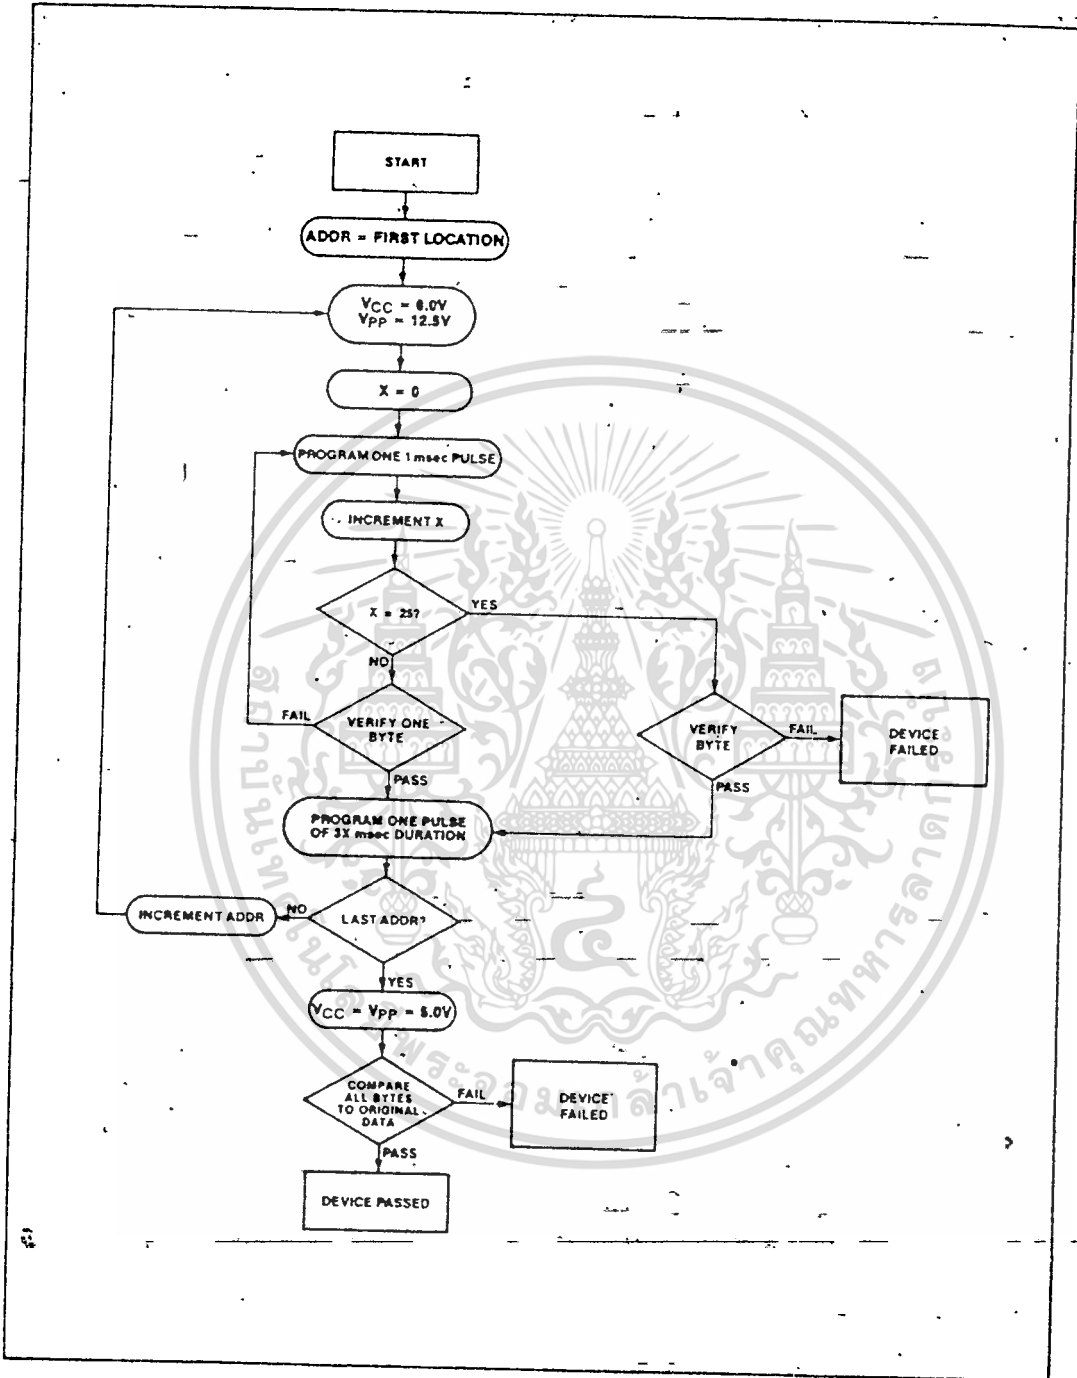 START
ADDR = FIRST LOCATION
VCC = 6.0V
VPP = 12.5V
X = 0
PROGRAM ONE 1 msec PULSE
INCREMENT X
X = 25?
YES
NO
VERIFY ONE
BYTE
FAIL
PASS
VERIFY
BYTE
FAIL
DEVICE
FAILED
PASS
PROGRAM ONE PULSE
OF 3X msec DURATION
LAST ADDR?
NO
INCREMENT ADDR
YES
VCC = VPP = 5.0V
COMPARE
ALL BYTES
TO ORIGINAL
DATA
FAIL
DEVICE
FAILED
PASS
DEVICE PASSED